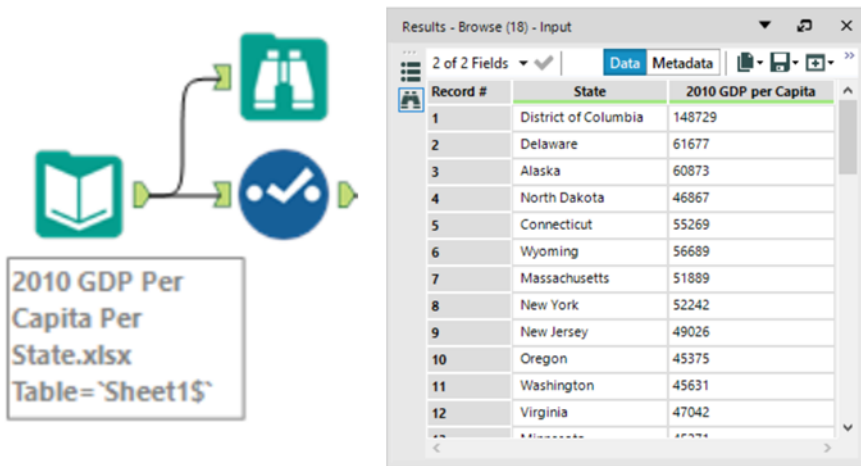 2010 GDP Per
Capita Per
State.xlsx
Table=`Sheet1$`
Results - Browse (18) - Input
2 of 2 Fields Data Metadata
Record # State 2010 GDP per Capita
1 District of Columbia 148729
2 Delaware 61677
3 Alaska 60873
4 North Dakota 46867
5 Connecticut 55269
6 Wyoming 56689
7 Massachusetts 51889
8 New York 52242
9 New Jersey 49026
10 Oregon 45375
11 Washington 45631
12 Virginia 47042